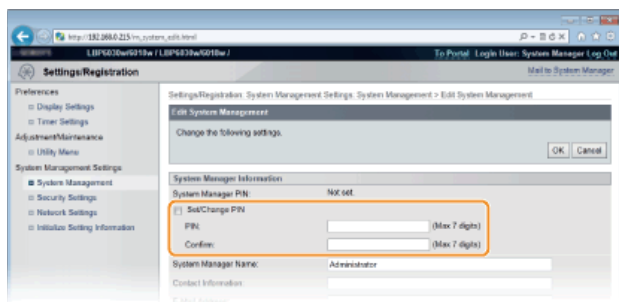 http://192.168.0.215/m_system_edit.html
LBP6030w/6018w / LBP6030w/6018w /
To Portal Login User: System Manager Log Out
Settings/Registration
Mail to System Manager
Preferences
Display Settings
Timer Settings
Adjustment/Maintenance
Utility Menu
System Management Settings
System Management
Security Settings
Network Settings
Initialize Setting Information
Settings/Registration: System Management Settings: System Management > Edit System Management
Edit System Management
Change the following settings.
OK Cancel
System Manager Information
System Manager PIN: Not set.
Set/Change PIN
PIN: (Max 7 digits)
Confirm: (Max 7 digits)
System Manager Name: Administrator
Contact Information:
E-Mail Address: